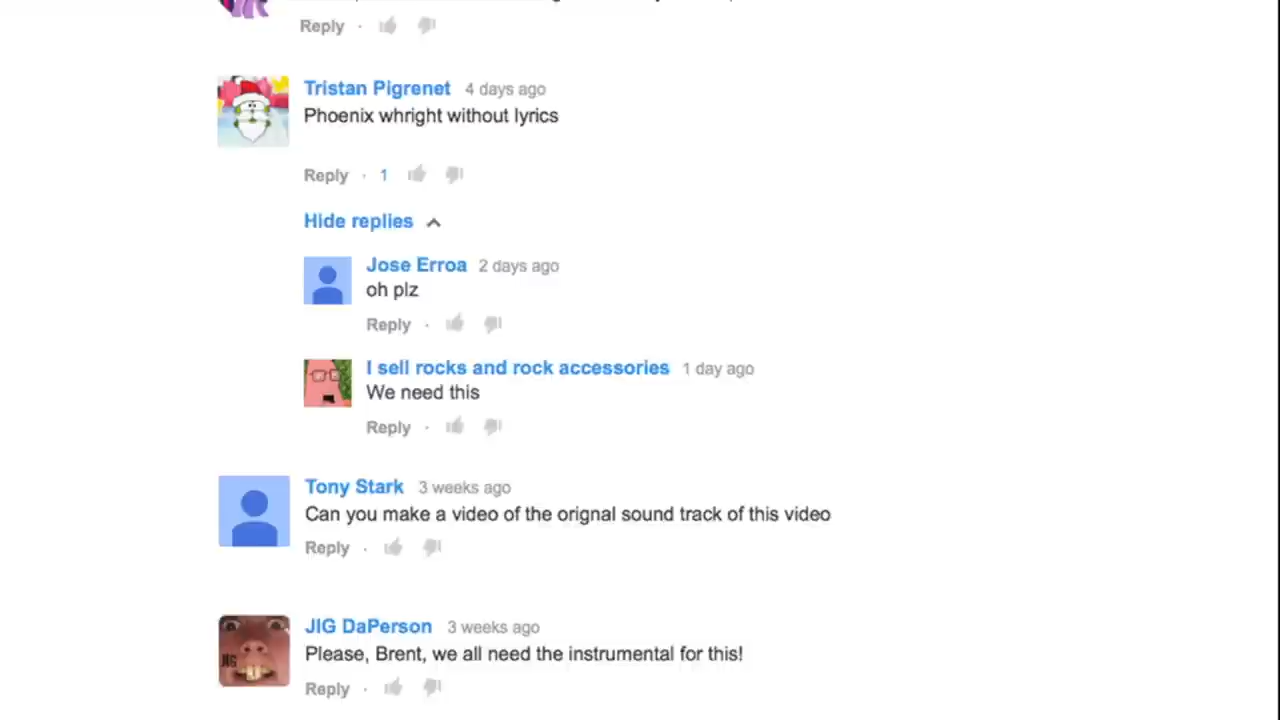 Reply ·
Tristan Pigrenet 4 days ago
Phoenix whright without lyrics
Reply · 1
Hide replies
Jose Erroa 2 days ago
oh plz
Reply ·
I sell rocks and rock accessories 1 day ago
We need this
Reply ·
Tony Stark 3 weeks ago
Can you make a video of the orignal sound track of this video
Reply ·
JIG
JIG DaPerson 3 weeks ago
Please, Brent, we all need the instrumental for this!
Reply ·